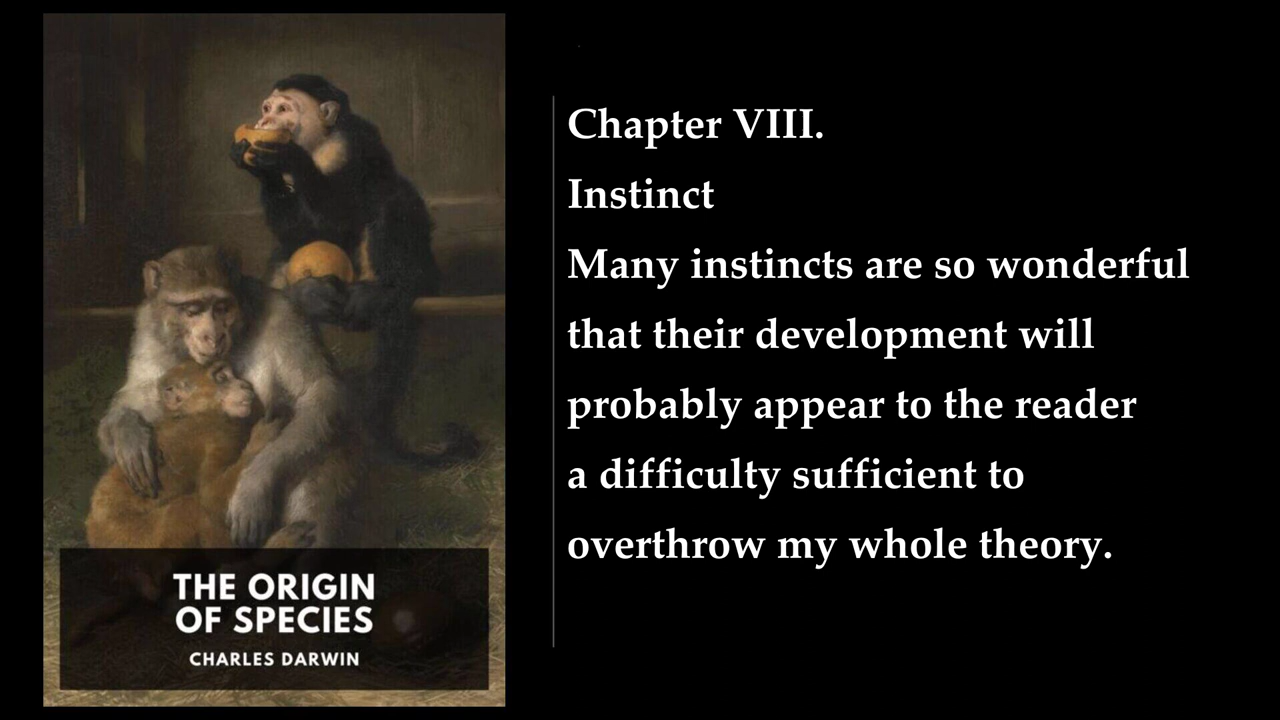 THE ORIGIN
OF SPECIES
CHARLES DARWIN
Chapter VIII.
Instinct
Many instincts are so wonderful
that their development will
probably appear to the reader
a difficulty sufficient to
overthrow my whole theory.